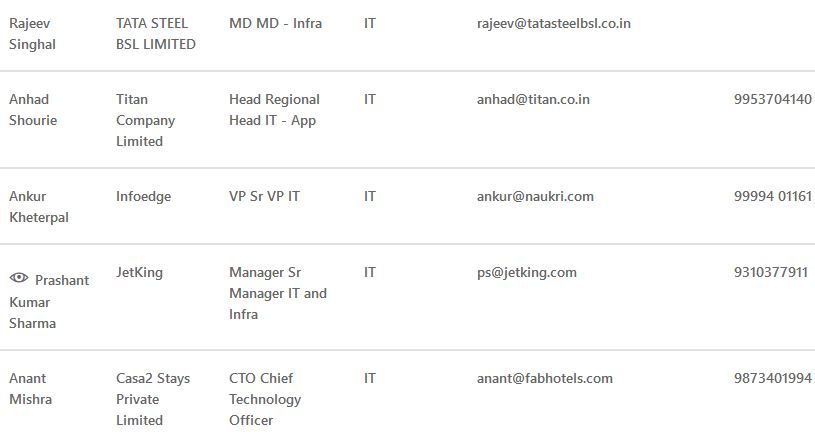 Rajeev TATA STEEL MD MD - Infra IT rajeev@tatasteelbsl.co.in
Singhal BSL LIMITED
Anhad Titan Head Regional IT anhad@titan.co.in 9953704140
Shourie Company Head IT - App
Limited
Ankur Infoedge VP Sr VP IT IT ankur@naukri.com 99994 01161
Kheterpal
Prashant JetKing Manager Sr IT ps@jetking.com 9310377911
Kumar Manager IT and
Sharma Infra
Anant Casa2 Stays CTO Chief IT anant@fabhotels.com 9873401994
Mishra Private Technology
Limited Officer